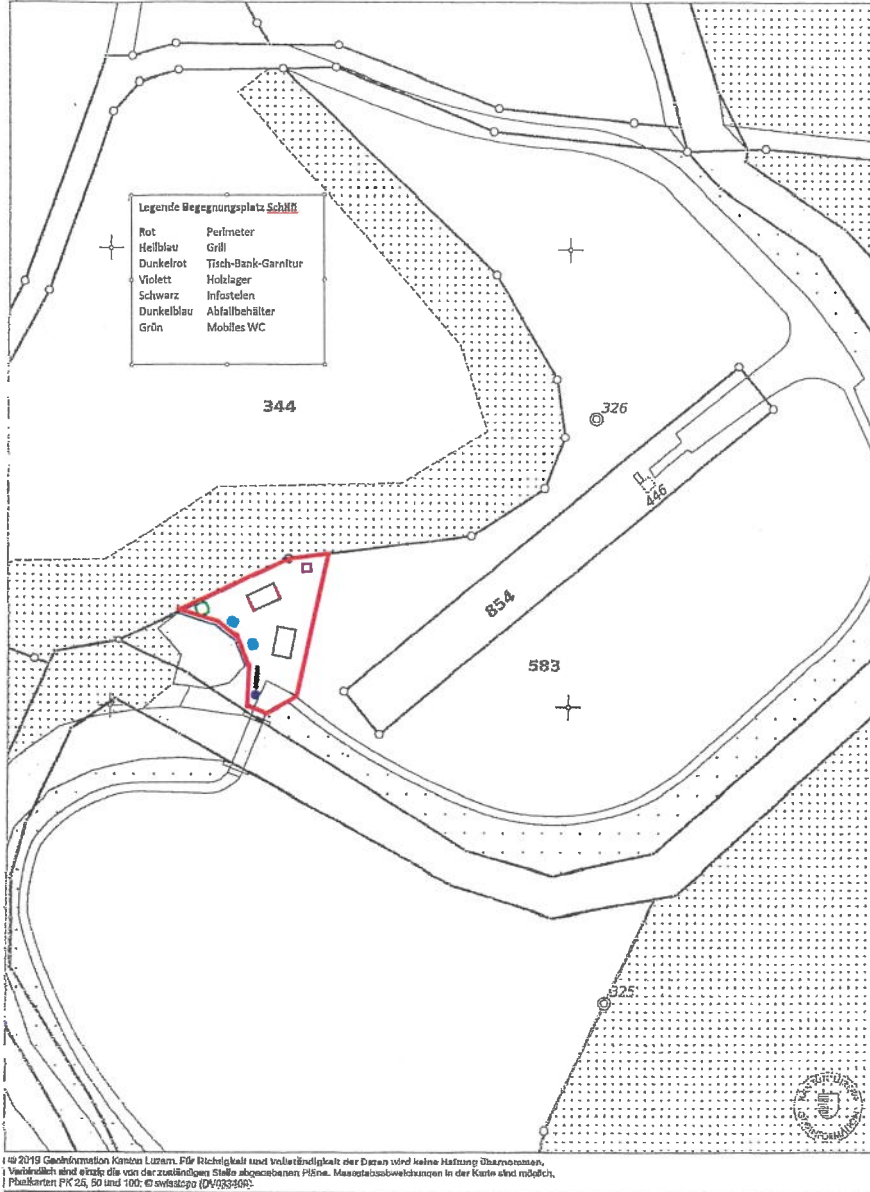 Legende Begegnungsplatz
Rot Perimeter
Hellblau Grill
Dunkelrot Tisch-Bank-Garnitur
Violett Holzlager
Schwarz Infostelen
Dunkelblau Abfallbehälter
Grün Mobiles WC
344
326
446
854
583
325
KANTON LUZERN
GEOINFORMATION
© 2019 Geoinformation Kanton Luzern. Für Richtigkeit und Vollständigkeit der Daten wird keine Haftung übernommen.
Verbindlich sind einzig die von der zuständigen Stelle abgegebenen Pläne. Massstabsabweichungen in der Karte sind möglich.
Pixelkarten PK 25, 50 und 100: © swisstopo